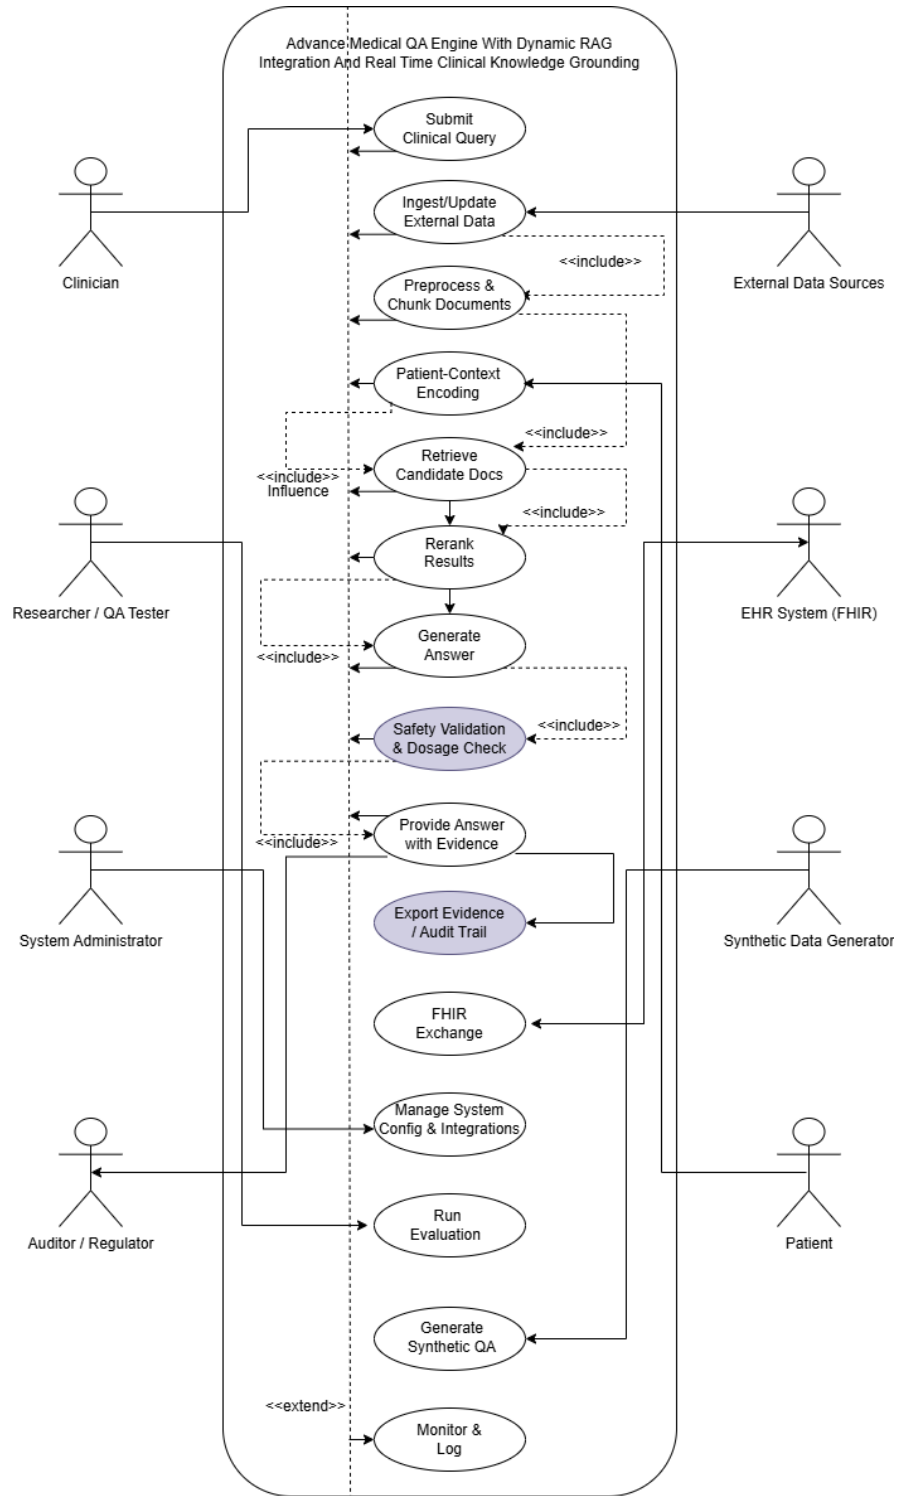 Advance Medical QA Engine With Dynamic RAG
Integration And Real Time Clinical Knowledge Grounding
Submit
Clinical Query
Clinician
Ingest/Update
External Data
External Data Sources
<<include>>
Preprocess &
Chunk Documents
Patient-Context
Encoding
<<include>>
Retrieve
Candidate Docs
<<include>>
Influence
<<include>>
Rerank
Results
Researcher / QA Tester
EHR System (FHIR)
Generate
Answer
<<include>>
Safety Validation
& Dosage Check
<<include>>
Provide Answer
with Evidence
<<include>>
Export Evidence
/ Audit Trail
System Administrator
Synthetic Data Generator
FHIR
Exchange
Manage System
Config & Integrations
Run
Evaluation
Auditor / Regulator
Patient
Generate
Synthetic QA
<<extend>>
Monitor &
Log